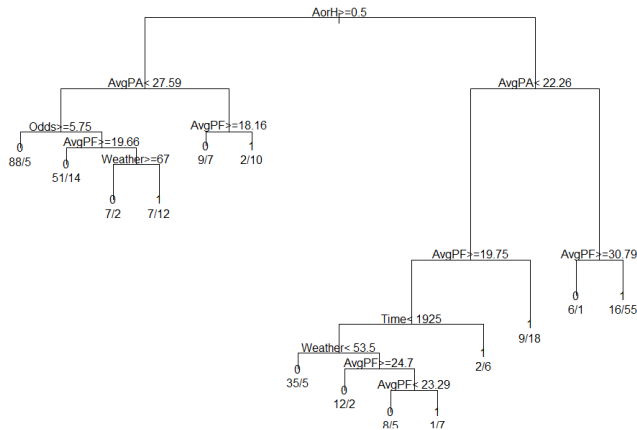 AorH>=0.5
AvgPA< 27.59
AvgPA< 22.26
Odds>=5.75
AvgPF>=18.16
0
88/5
AvgPF>=19.66
0
51/14
Weather>=67
0
7/2
1
7/12
0
9/7
1
2/10
AvgPF>=19.75
AvgPF>=30.79
0
6/1
1
16/55
Time< 1925
1
9/18
Weather< 53.5
1
2/6
0
35/5
AvgPF>=24.7
0
12/2
AvgPF< 23.29
0
8/5
1
1/7